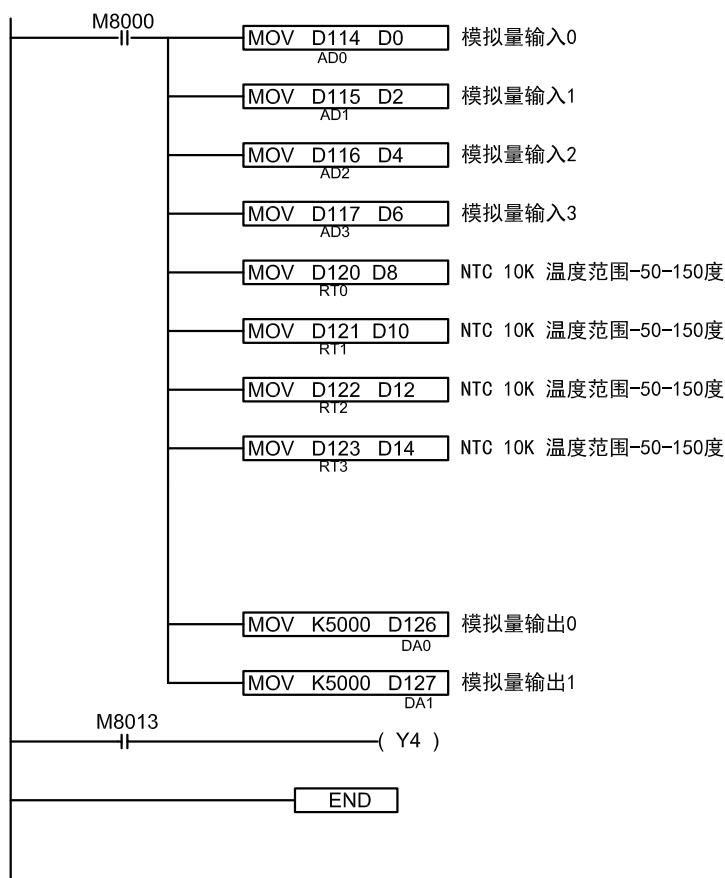 M8000
MOV D114 D0 模拟量输入0
AD0
MOV D115 D2 模拟量输入1
AD1
MOV D116 D4 模拟量输入2
AD2
MOV D117 D6 模拟量输入3
AD3
MOV D120 D8 NTC 10K 温度范围-50-150度
RT0
MOV D121 D10 NTC 10K 温度范围-50-150度
RT1
MOV D122 D12 NTC 10K 温度范围-50-150度
RT2
MOV D123 D14 NTC 10K 温度范围-50-150度
RT3
MOV K5000 D126 模拟量输出0
DA0
MOV K5000 D127 模拟量输出1
DA1
M8013
( Y4 )
END